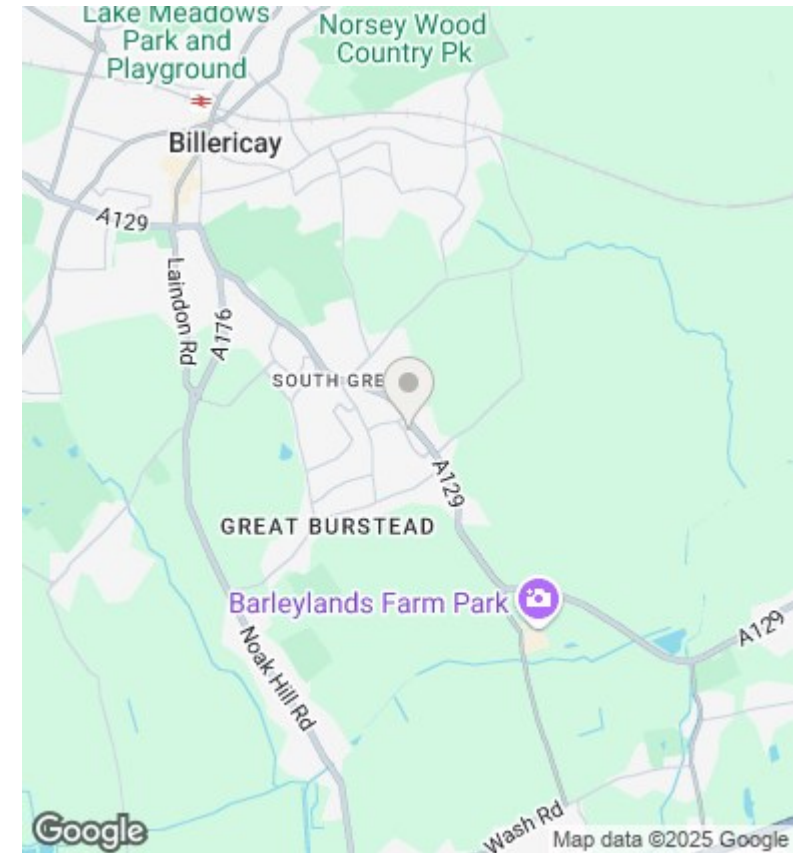 Lake Meadows
Park and
Playground
Norsey Wood
Country Pk
Billericay
A129
Laindon Rd
A176
SOUTH GRE
A129
GREAT BURSTEAD
Barleylands Farm Park
A129
Noak Hill Rd
Wash Rd
Google
Map data ©2025 Google